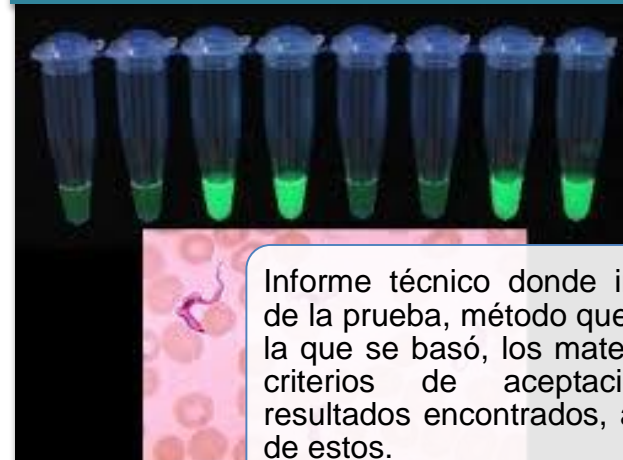 Informe técnico donde
de la prueba, método que
la que se basó, los
criterios de
resultados encontrados,
de estos.